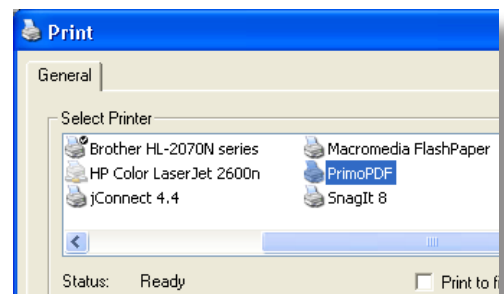 Print
General
Select Printer
Brother HL-2070N series Macromedia FlashPaper
HP Color LaserJet 2600n PrimoPDF
jConnect 4.4 SnagIt 8
Status: Ready Print to